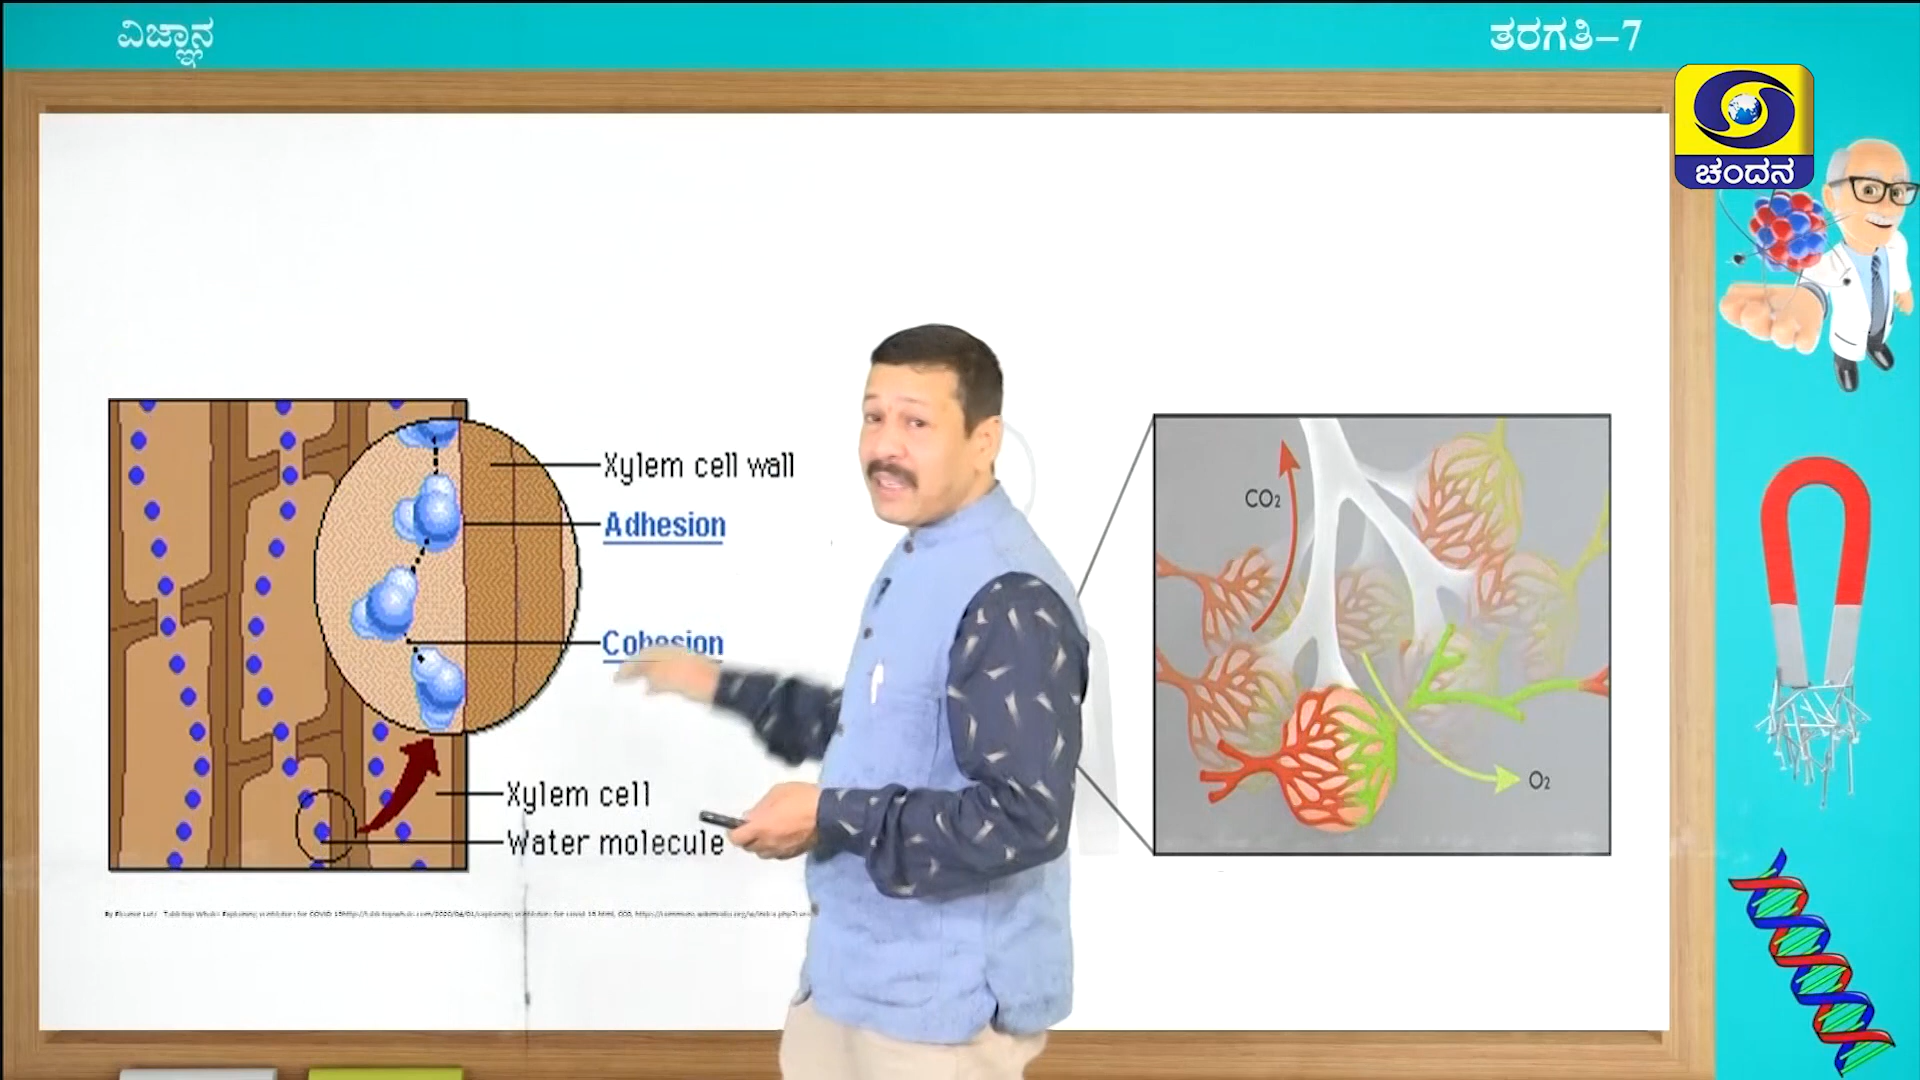 ವಿಜ್ಞಾನ
ತರಗತಿ-7
ಚಂದನ
Xylem cell wall
Adhesion
Cohesion
Xylem cell
Water molecule
CO₂
O₂